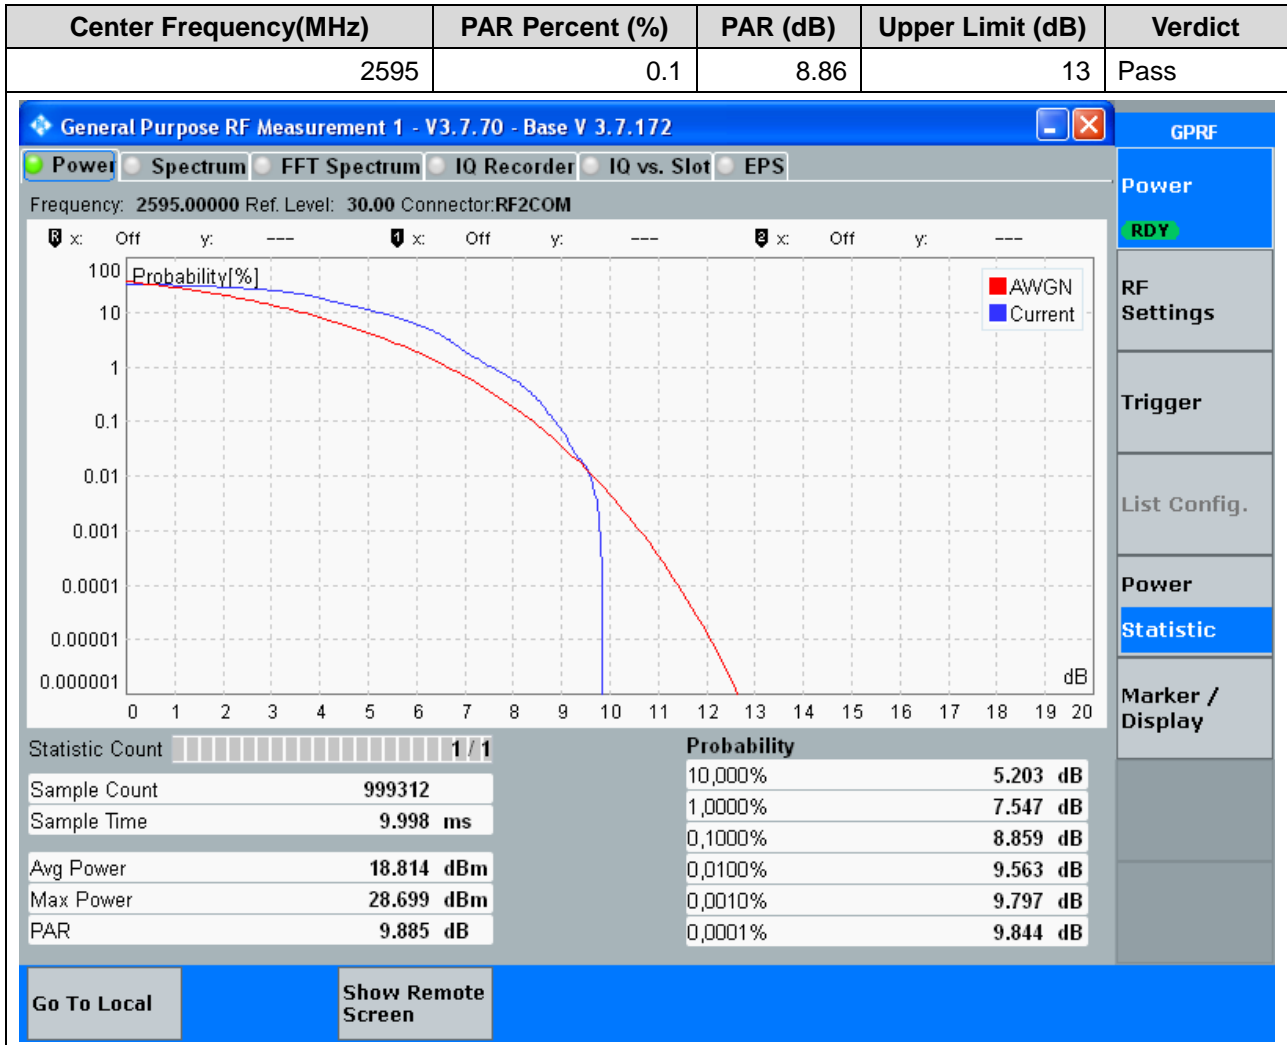 Center Frequency(MHz) PAR Percent (%) PAR (dB) Upper Limit (dB) Verdict
2595 0.1 8.86 13 Pass
General Purpose RF Measurement 1 - V3.7.70 - Base V 3.7.172
GPRF
Power Spectrum FFT Spectrum IQ Recorder IQ vs. Slot EPS
Frequency: 2595.00000 Ref. Level: 30.00 Connector:RF2COM
R x: Off y: --- 1 x: Off y: --- 2 x: Off y: ---
Probability[%]
AWGN
Current
100
10
1
0.1
0.01
0.001
0.0001
0.00001
0.000001
dB
0 1 2 3 4 5 6 7 8 9 10 11 12 13 14 15 16 17 18 19 20
Statistic Count 1 / 1
Sample Count 999312
Sample Time 9.998 ms
Avg Power 18.814 dBm
Max Power 28.699 dBm
PAR 9.885 dB
Probability
10,000% 5.203 dB
1,0000% 7.547 dB
0,1000% 8.859 dB
0,0100% 9.563 dB
0,0010% 9.797 dB
0,0001% 9.844 dB
Power
RDY
RF
Settings
Trigger
List Config.
Power
Statistic
Marker /
Display
Go To Local
Show Remote
Screen